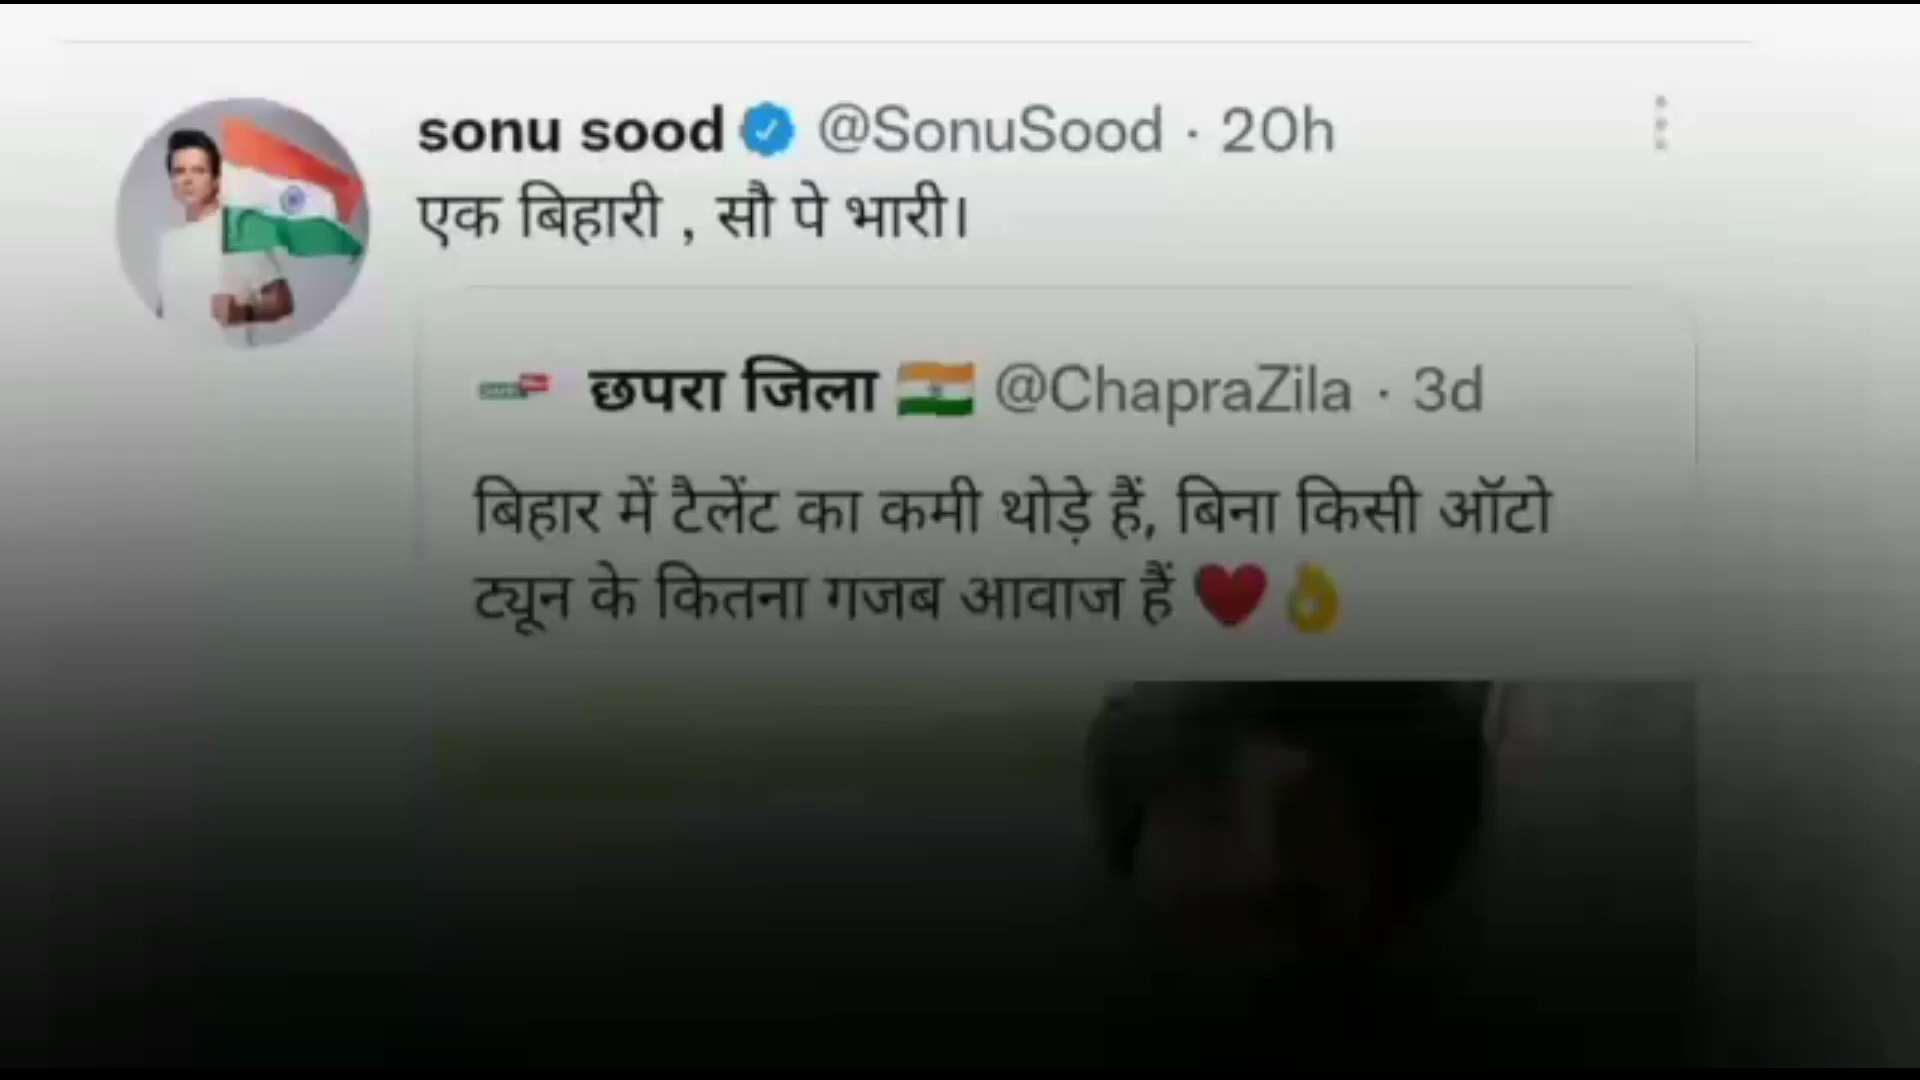 sonu sood @SonuSood · 20h
एक बिहारी , सौ पे भारी।
छपरा जिला @ChapraZila · 3d
बिहार में टैलेंट का कमी थोड़े हैं, बिना किसी ऑटो
ट्यून के कितना गजब आवाज हैं